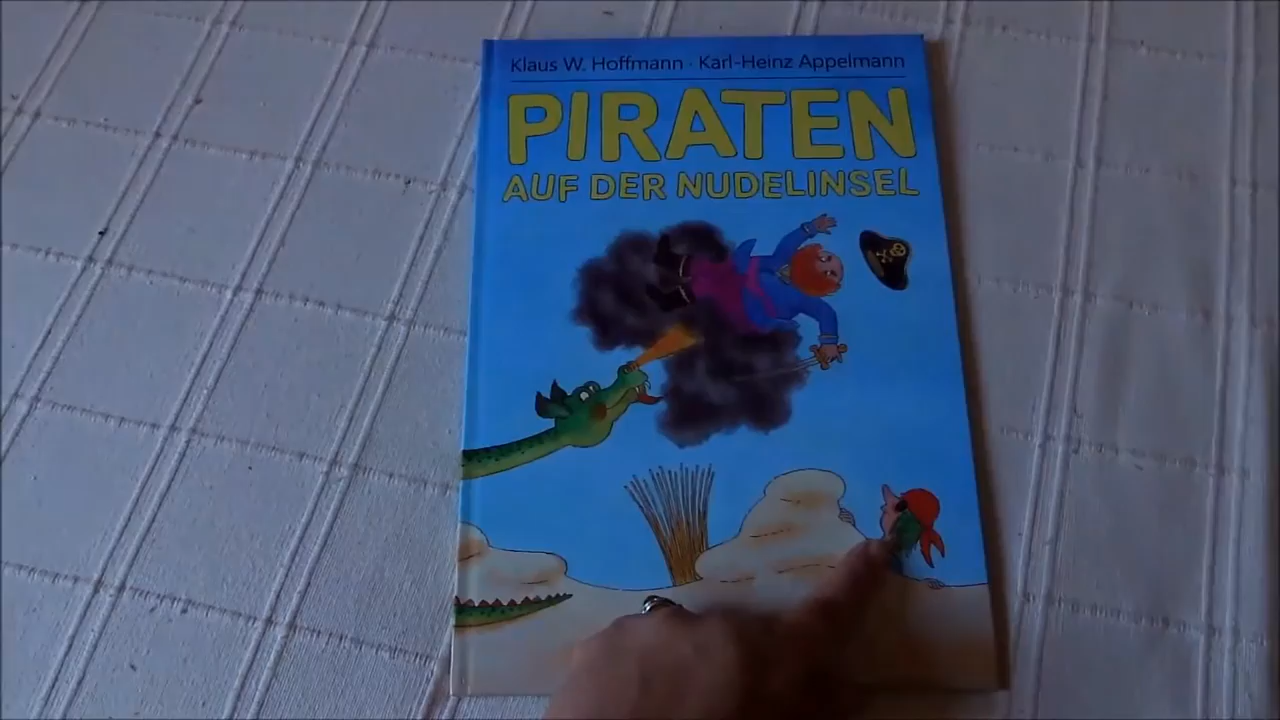 Klaus W. Hoffmann · Karl-Heinz Appelmann
PIRATEN
AUF DER NUDELINSEL